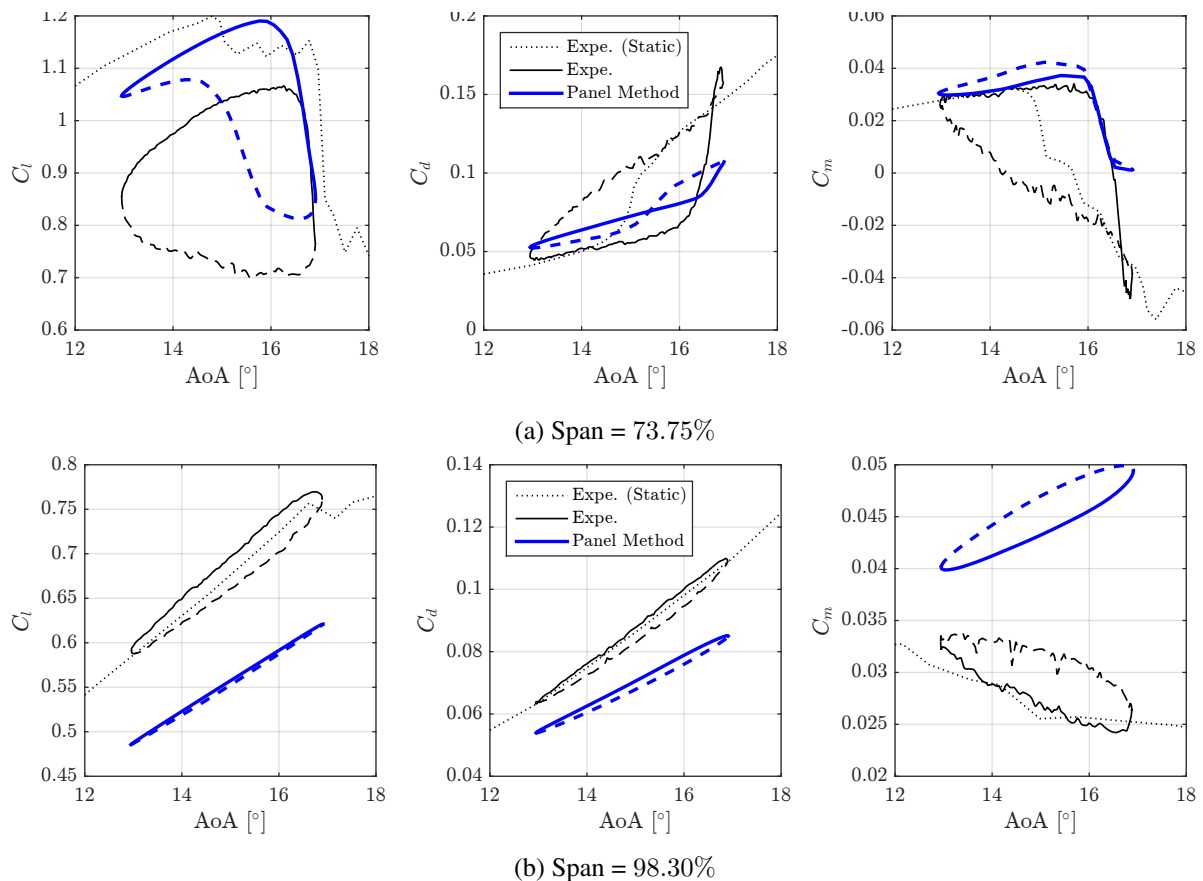 1.2
1.1
1
0.9
0.8
0.7
0.6
C_l
12 14 16 18
AoA [°]
0.2
0.15
0.1
0.05
0
C_d
Expe. (Static)
Expe.
Panel Method
12 14 16 18
AoA [°]
0.04
0.02
0
-0.02
-0.04
-0.06
C_m
12 14 16 18
AoA [°]
(a) Span = 73.75%
0.8
0.75
0.7
0.65
0.6
0.55
0.5
0.45
C_l
12 14 16 18
AoA [°]
0.14
0.12
0.1
0.08
0.06
0.04
C_d
Expe. (Static)
Expe.
Panel Method
12 14 16 18
AoA [°]
0.05
0.045
0.04
0.035
0.03
0.025
0.02
C_m
12 14 16 18
AoA [°]
(b) Span = 98.30%